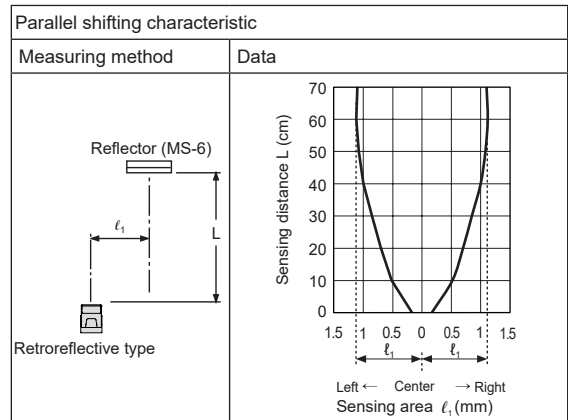 Parallel shifting characteristic
Measuring method Data
Reflector (MS-6)
ℓ1
L
Retroreflective type
Sensing distance L (cm)
70
60
50
40
30
20
10
0
1.5 1 0.5 0 0.5 1 1.5
ℓ1 ℓ1
Left ← Center → Right
Sensing area ℓ1 (mm)